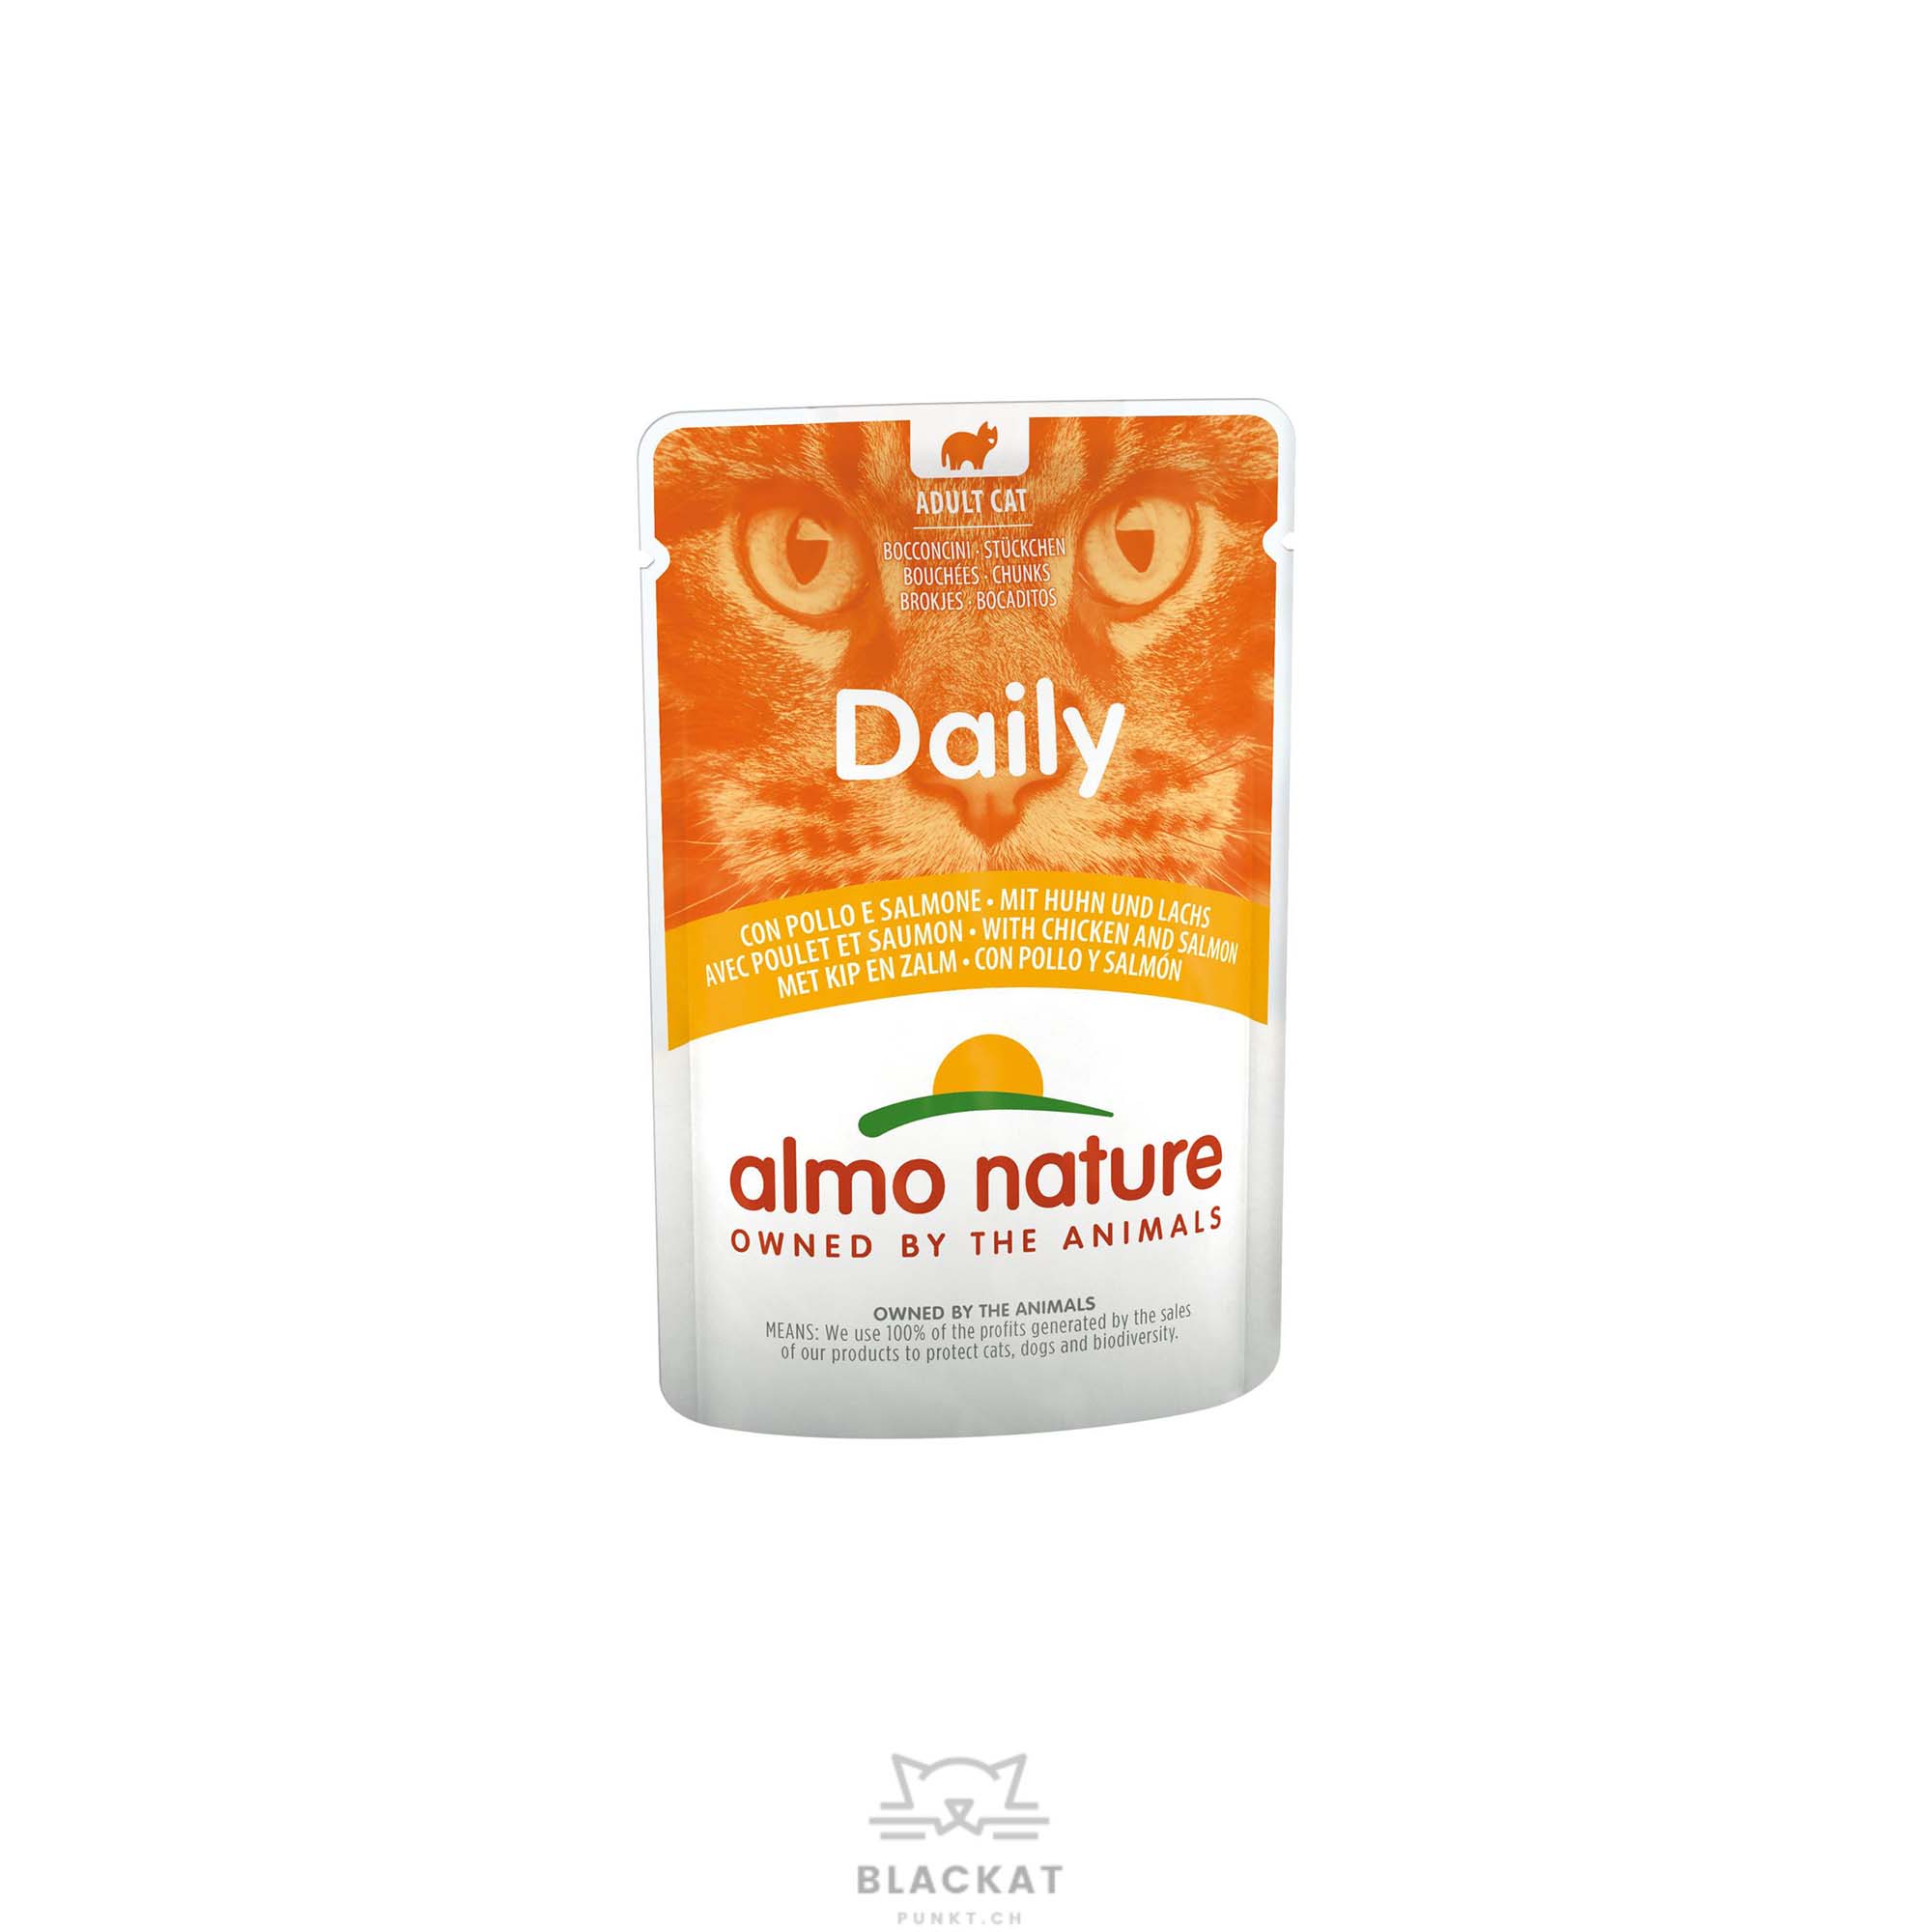 ADULT CAT
BOCCONCINI · STÜCKCHEN
BOUCHÉES · CHUNKS
BROKJES · BOCADITOS
Daily
CON POLLO E SALMONE • MIT HUHN UND LACHS
AVEC POULET ET SAUMON • WITH CHICKEN AND SALMON
MET KIP EN ZALM • CON POLLO Y SALMÓN
almo nature
OWNED BY THE ANIMALS
OWNED BY THE ANIMALS
MEANS: We use 100% of the profits generated by the sales
of our products to protect cats, dogs and biodiversity.
BLACKAT
PUNKT.CH